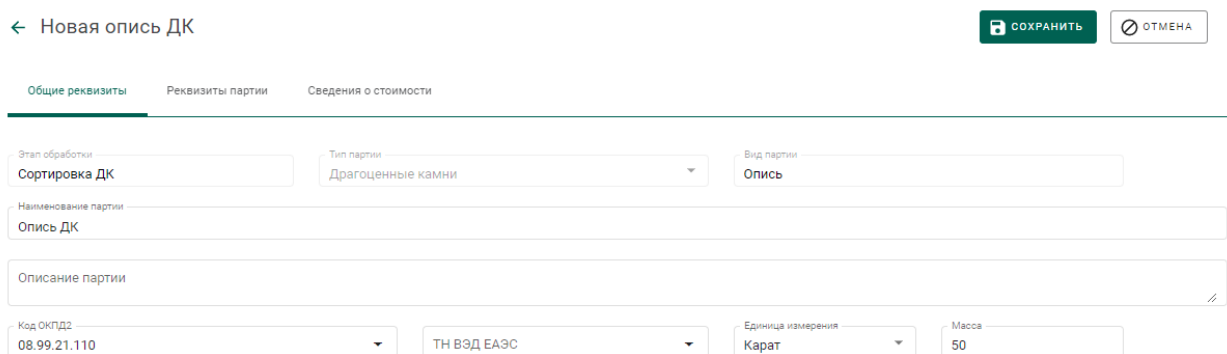 Новая опись ДК
СОХРАНИТЬ
ОТМЕНА
Общие реквизиты Реквизиты партии Сведения о стоимости
Этап обработки Тип партии Вид партии
Сортировка ДК Драгоценные камни Опись
Наименование партии
Опись ДК
Описание партии
Код ОКПД2 Единица измерения Масса
08.99.21.110 ТН ВЭД ЕАЭС Карат 50